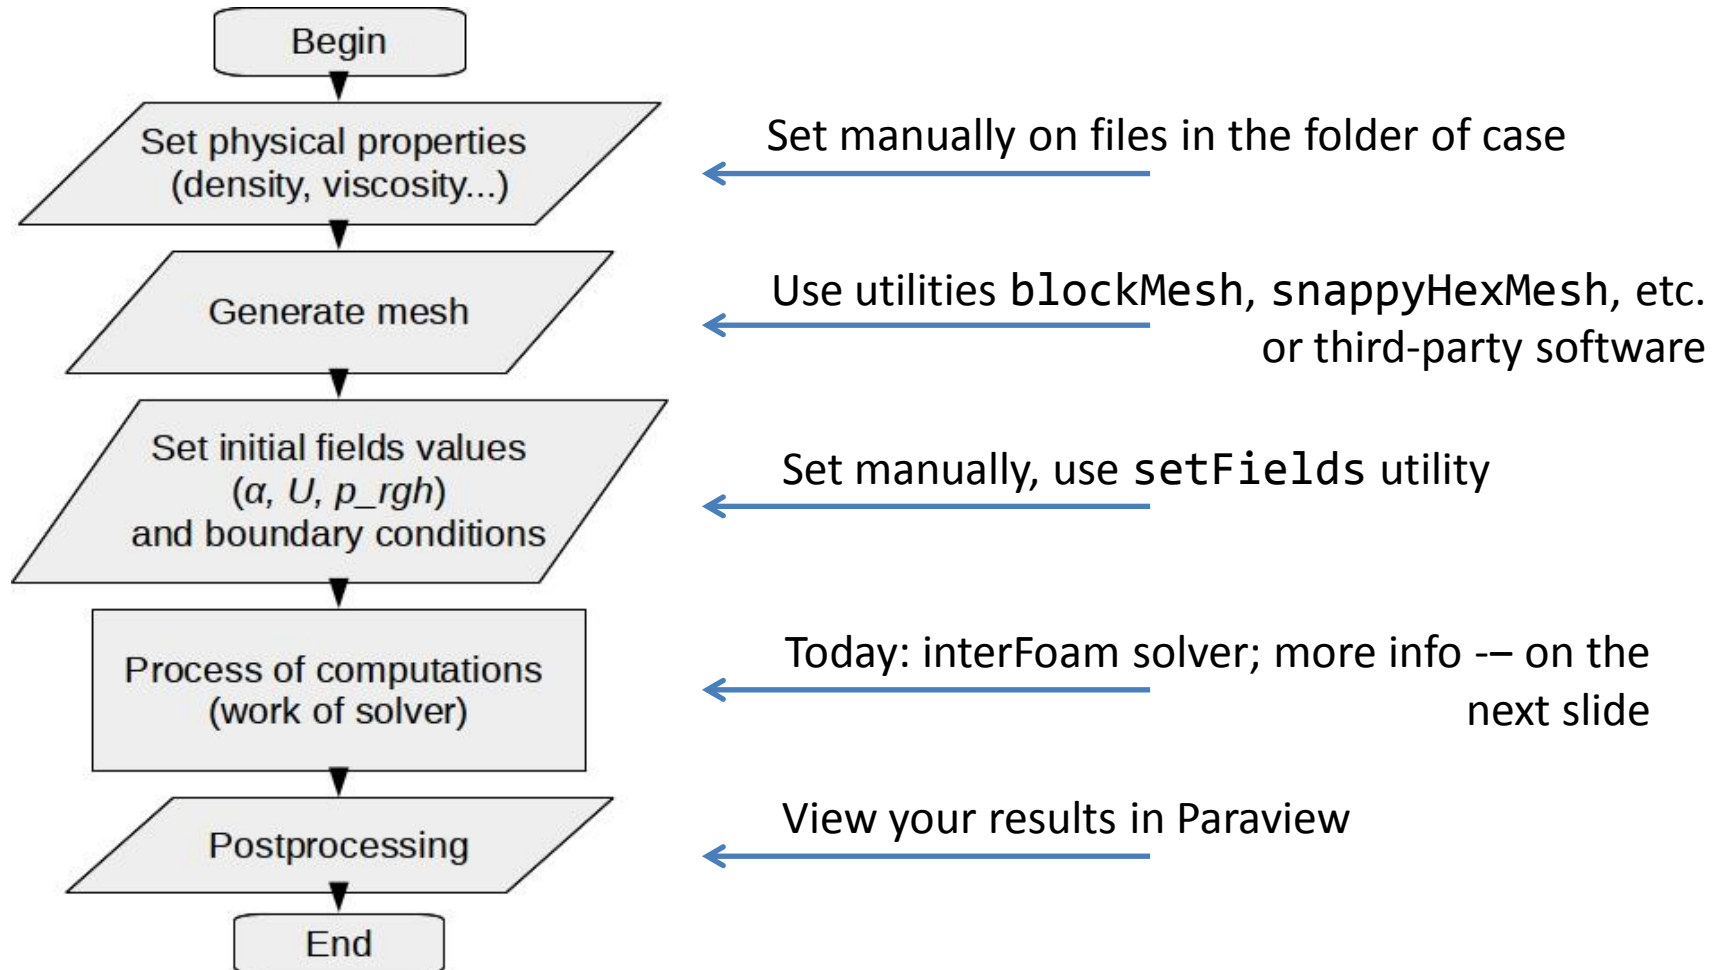 Begin
Set physical properties
(density, viscosity...)
Set manually on files in the folder of case
Generate mesh
Use utilities blockMesh, snappyHexMesh, etc.
or third-party software
Set initial fields values
(α, U, p_rgh)
and boundary conditions
Set manually, use setFields utility
Process of computations
(work of solver)
Today: interFoam solver; more info -– on the
next slide
Postprocessing
View your results in Paraview
End